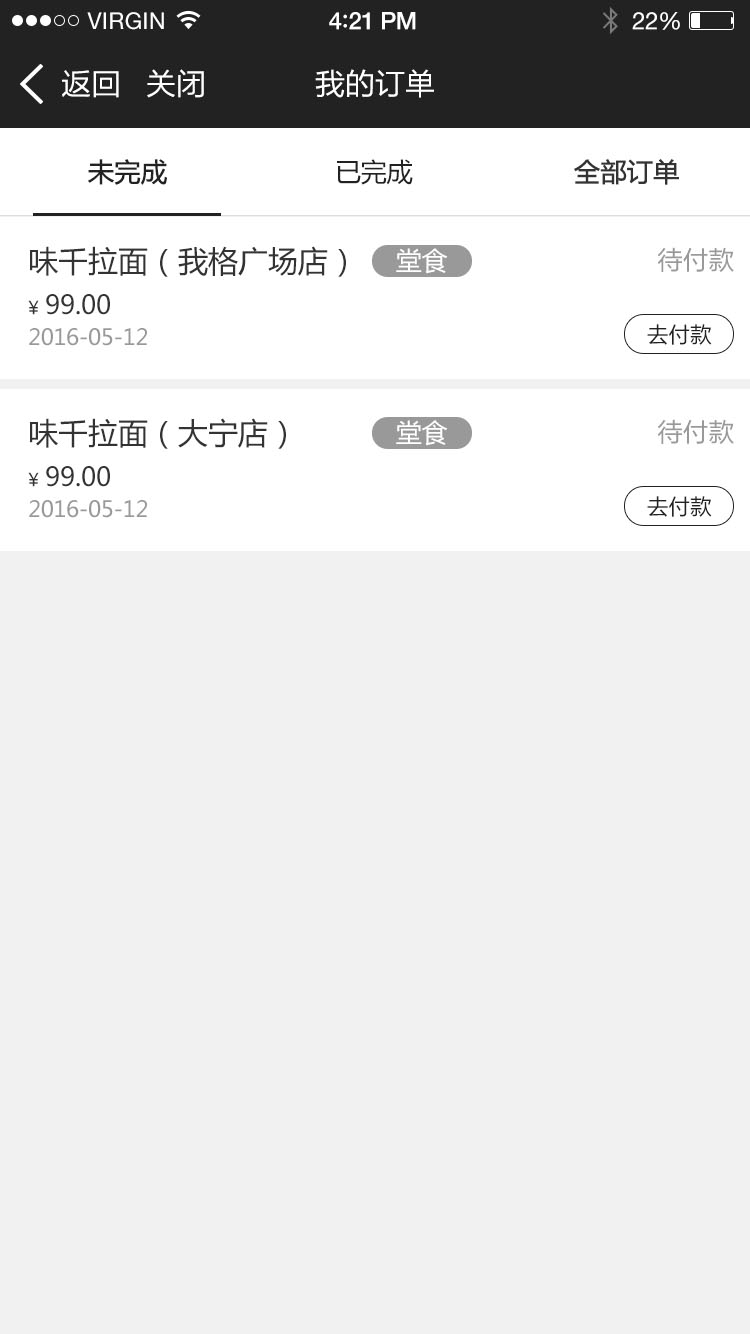 VIRGIN 4:21 PM 22%
返回 关闭 我的订单
未完成 已完成 全部订单
味千拉面（我格广场店） 堂食 待付款
¥ 99.00
2016-05-12 去付款
味千拉面（大宁店） 堂食 待付款
¥ 99.00
2016-05-12 去付款